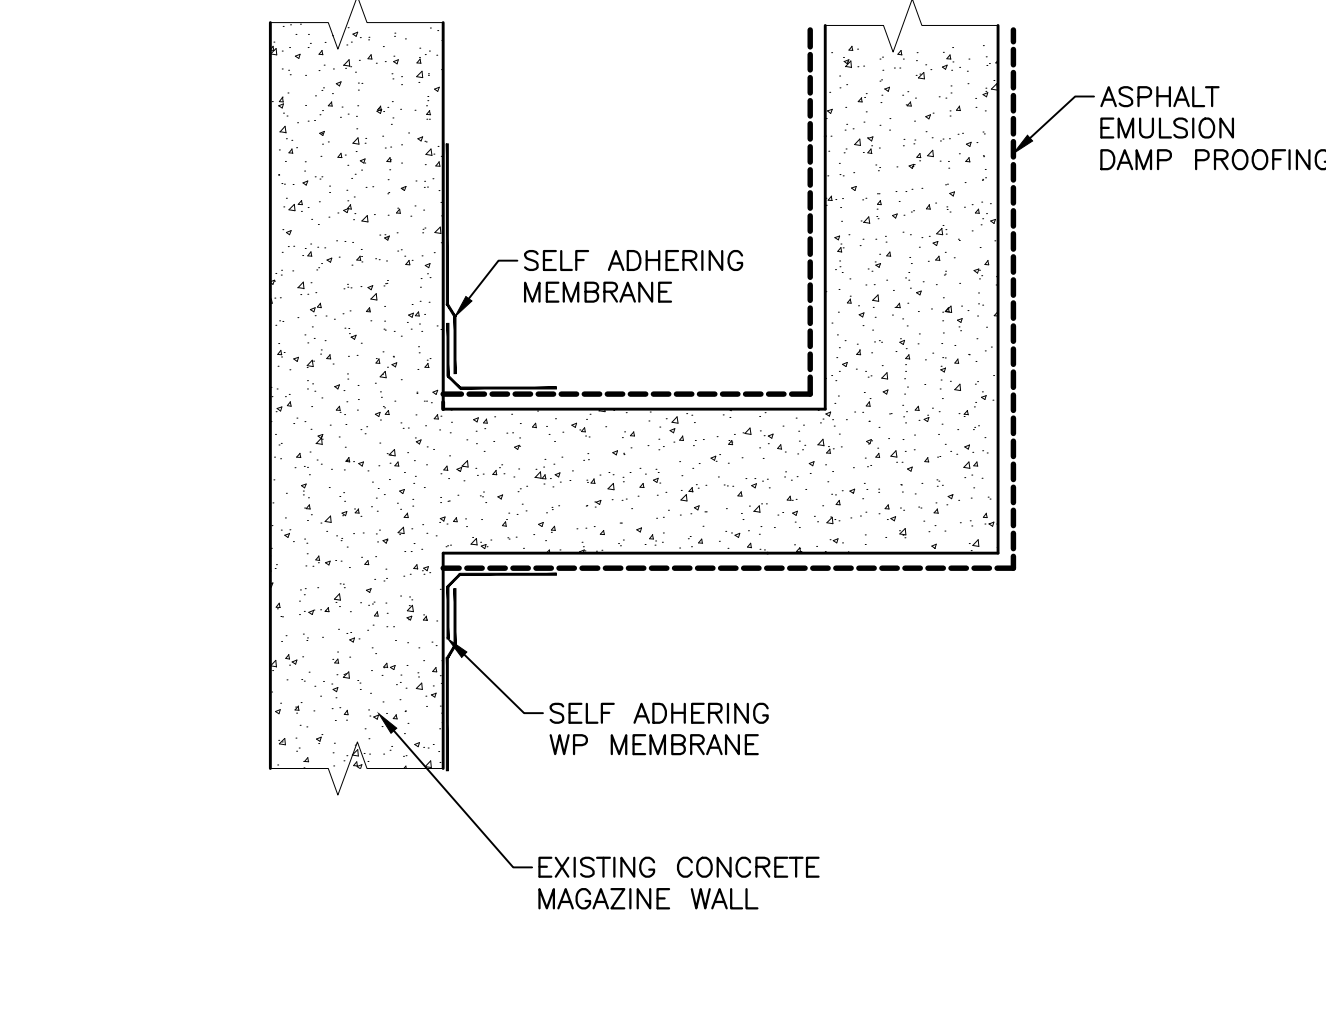 ASPHALT
EMULSION
DAMP PROOFING
SELF ADHERING
MEMBRANE
SELF ADHERING
WP MEMBRANE
EXISTING CONCRETE
MAGAZINE WALL